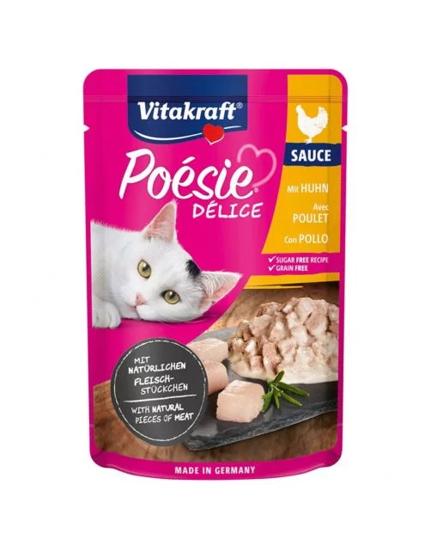 Vitakraft®
Poésie®
DÉLICE
SAUCE
Mit HUHN
Avec
POULET
Con POLLO
✓ SUGAR FREE RECIPE
✓ GRAIN FREE
MIT
NATÜRLICHEN
FLEISCH-
STÜCKCHEN
WITH NATURAL
PIECES OF MEAT
MADE IN GERMANY